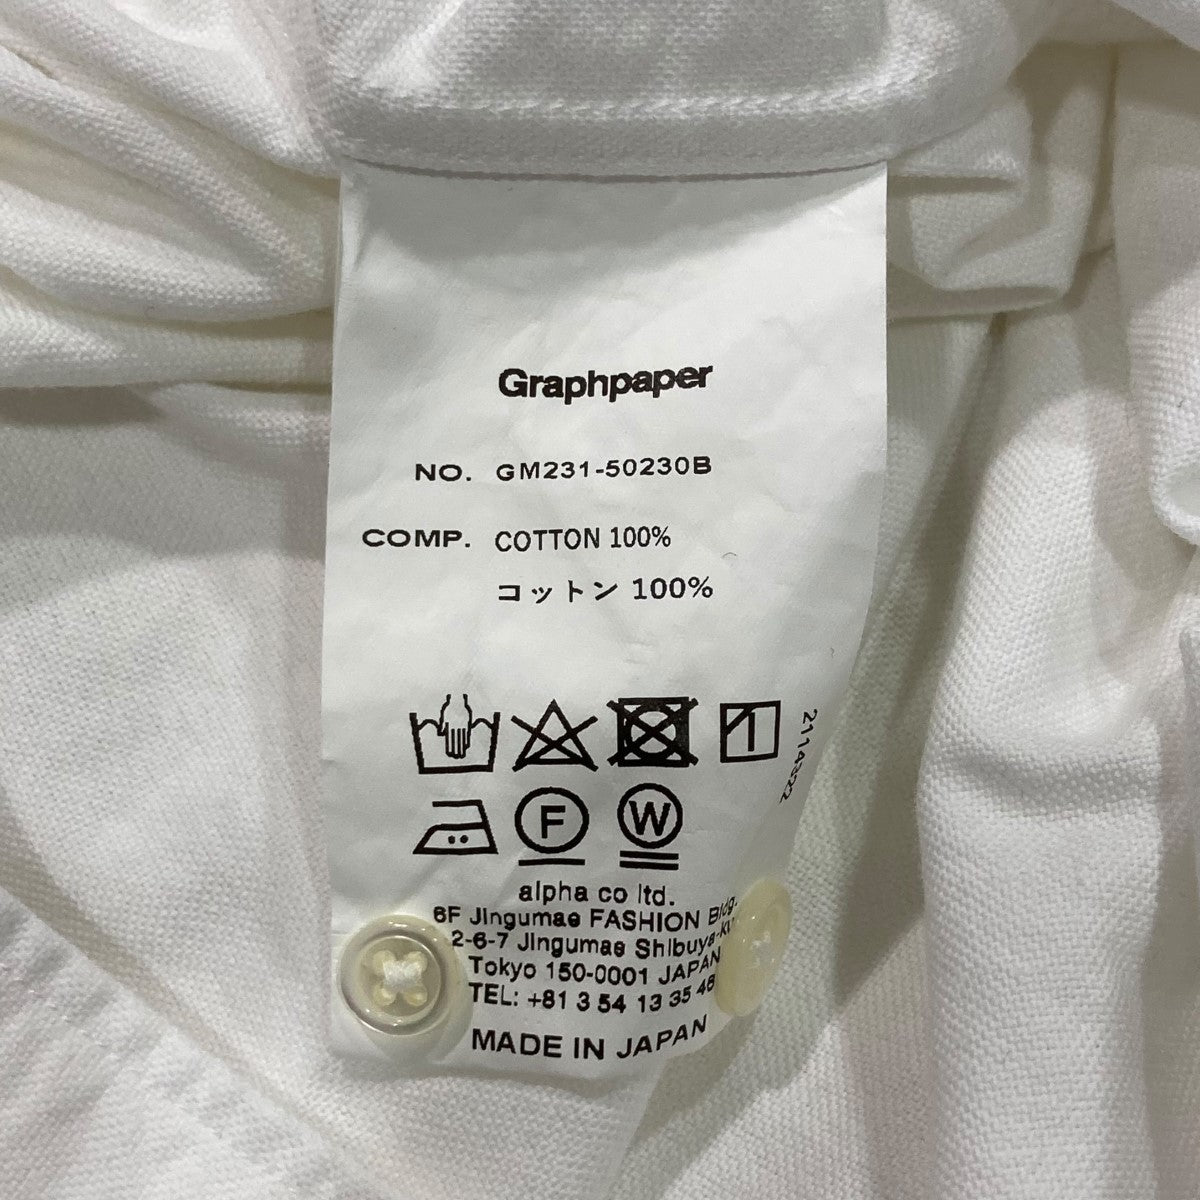 Graphpaper
NO. GM231-50230B
COMP. COTTON 100%
コットン 100%
2114322
F W
alpha co ltd.
6F Jingumae FASHION Bldg.
2-6-7 Jingumae Shibuya-KU
Tokyo 150-0001 JAPAN
TEL: +81 3 54 13 35 48
MADE IN JAPAN